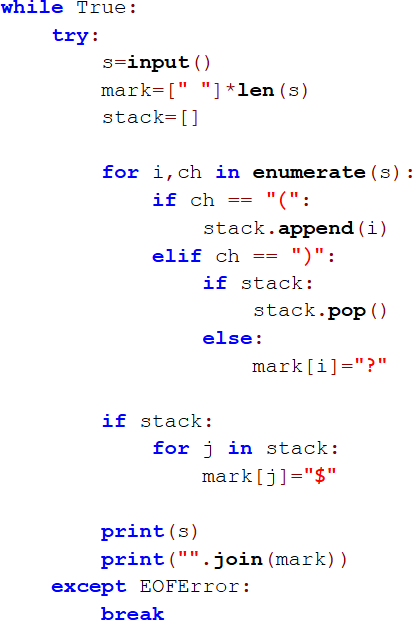 while True:
    try:
        s=input()
        mark=[" "]*len(s)
        stack=[]

        for i,ch in enumerate(s):
            if ch == "(":
                stack.append(i)
            elif ch == ")":
                if stack:
                    stack.pop()
                else:
                    mark[i]="?"

        if stack:
            for j in stack:
                mark[j]="$"

        print(s)
        print("".join(mark))
    except EOFError:
        break